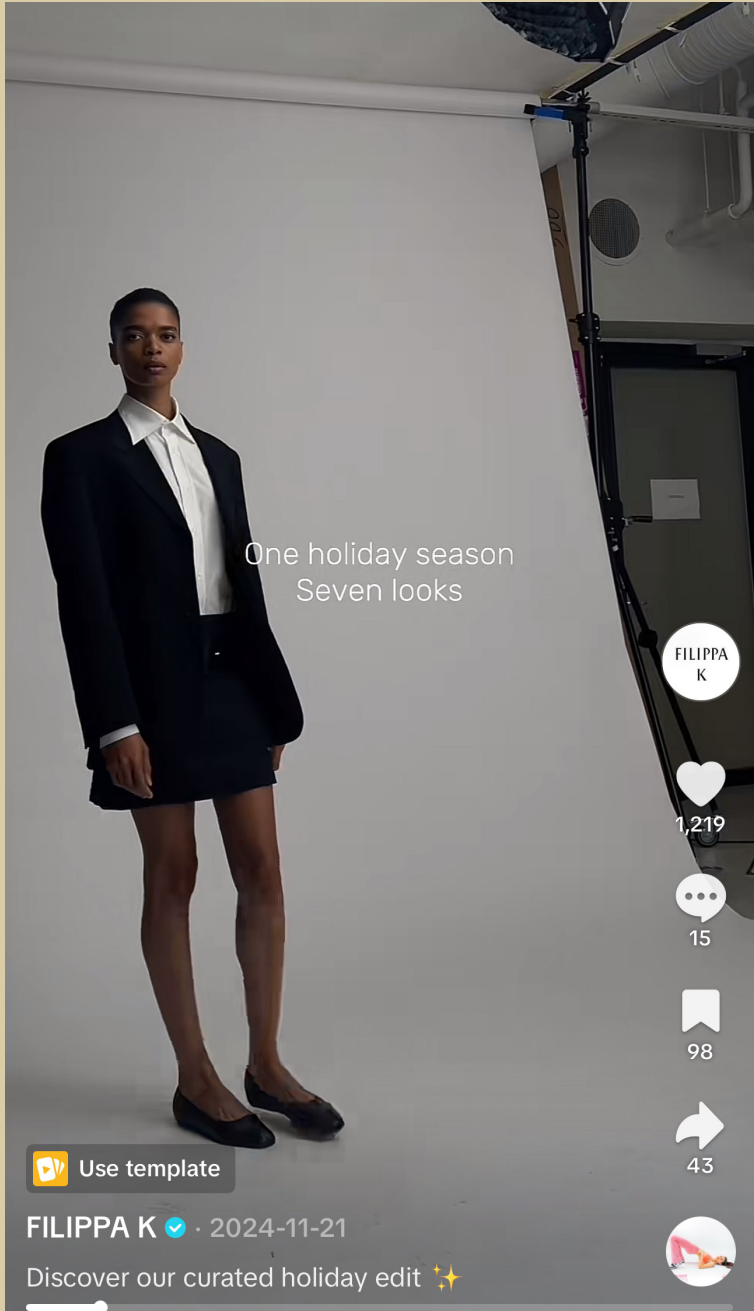 One holiday season
Seven looks
FILIPPA
K
1,219
15
98
43
Use template
FILIPPA K · 2024-11-21
Discover our curated holiday edit ✨